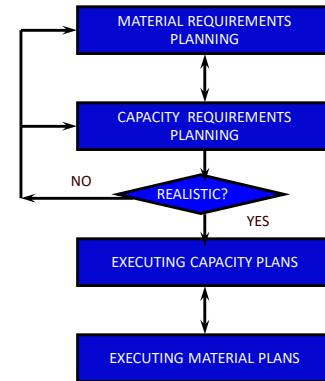 MATERIAL REQUIREMENTS
PLANNING
CAPACITY REQUIREMENTS
PLANNING
NO
REALISTIC?
YES
EXECUTING CAPACITY PLANS
EXECUTING MATERIAL PLANS